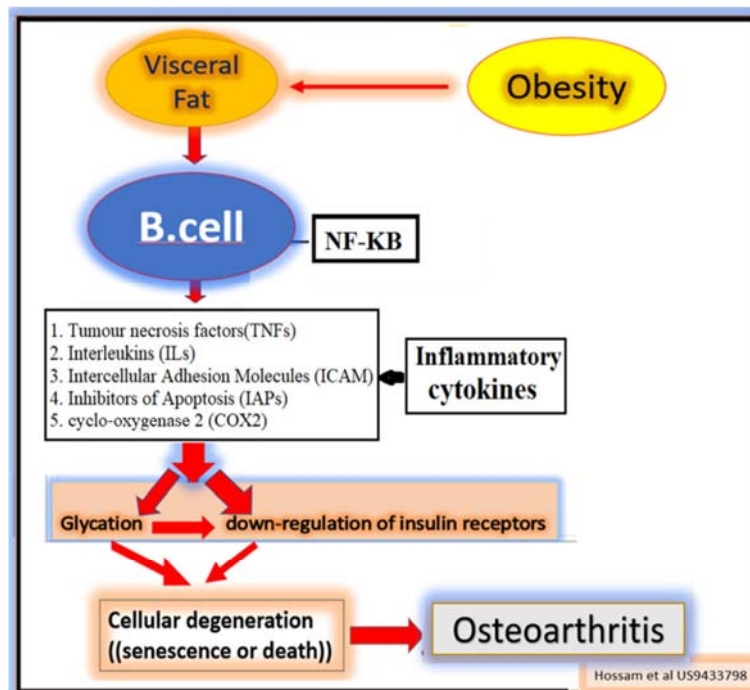 Visceral
Fat
Obesity
B.cell
NF-KB
1. Tumour necrosis factors(TNFs)
2. Interleukins (ILs)
3. Intercellular Adhesion Molecules (ICAM)
4. Inhibitors of Apoptosis (IAPs)
5. cyclo-oxygenase 2 (COX2)
Inflammatory
cytokines
Glycation
down-regulation of insulin receptors
Cellular degeneration
((senescence or death))
Osteoarthritis
Hossam et al US9433798